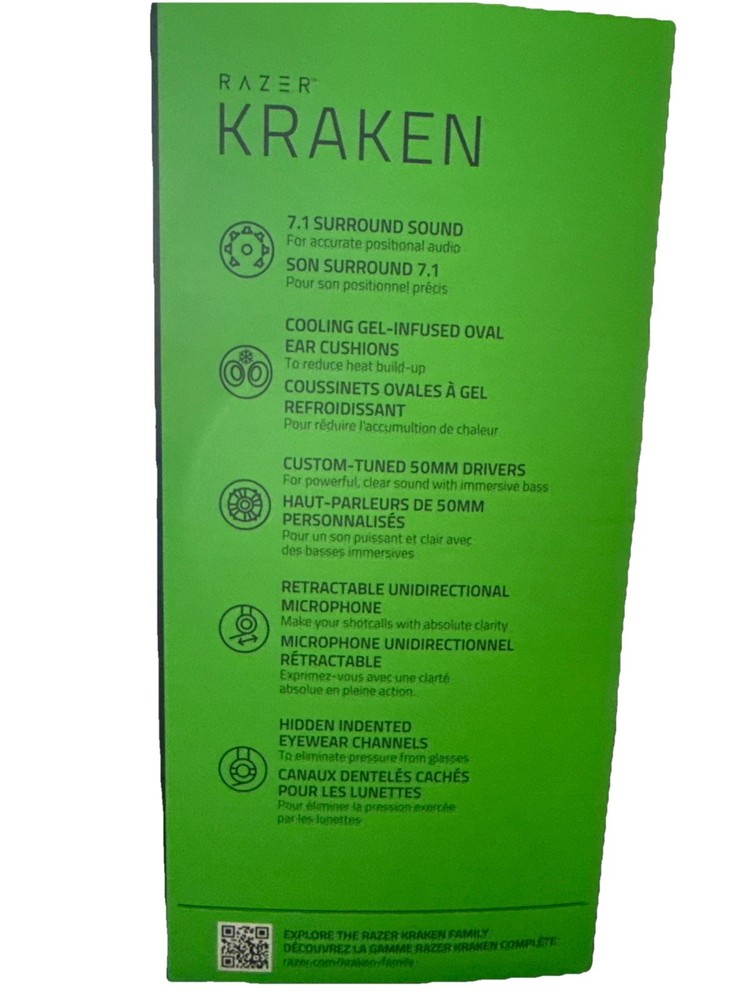 RAZER™
KRAKEN
7.1 SURROUND SOUND
For accurate positional audio
SON SURROUND 7.1
Pour son positionnel précis
COOLING GEL-INFUSED OVAL
EAR CUSHIONS
To reduce heat build-up
COUSSINETS OVALES À GEL
REFROIDISSANT
Pour réduire l'accumultion de chaleur
CUSTOM-TUNED 50MM DRIVERS
For powerful, clear sound with immersive bass
HAUT-PARLEURS DE 50MM
PERSONNALISÉS
Pour un son puissant et clair avec
des basses immersives
RETRACTABLE UNIDIRECTIONAL
MICROPHONE
Make your shotcalls with absolute clarity
MICROPHONE UNIDIRECTIONNEL
RÉTRACTABLE
Exprimez-vous avec une clarté
absolue en pleine action.
HIDDEN INDENTED
EYEWEAR CHANNELS
To eliminate pressure from glasses
CANAUX DENTELÉS CACHÉS
POUR LES LUNETTES
Pour éliminer la pression exercée
par les lunettes
EXPLORE THE RAZER KRAKEN FAMILY
DÉCOUVREZ LA GAMME RAZER KRAKEN COMPLÈTE
razer.com/kraken-family